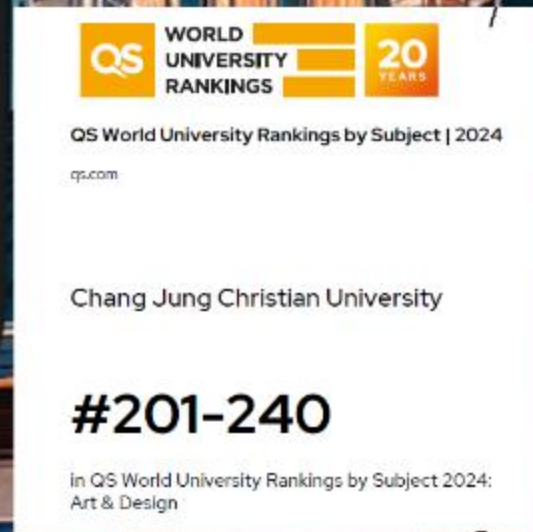 QS
WORLD
UNIVERSITY
RANKINGS
20
YEARS
QS World University Rankings by Subject | 2024
qs.com
Chang Jung Christian University
#201-240
in QS World University Rankings by Subject 2024:
Art & Design